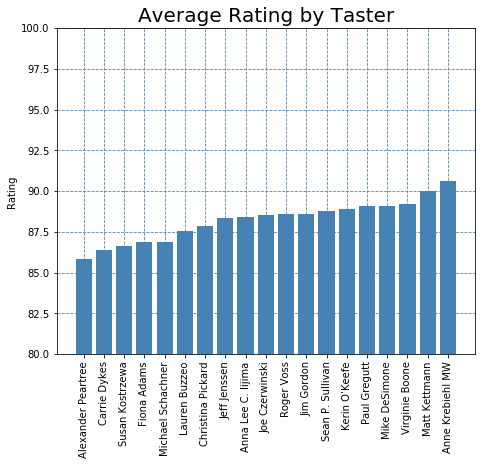 Average Rating by Taster
Rating
100.0
97.5
95.0
92.5
90.0
87.5
85.0
82.5
80.0
Alexander Peartree
Carrie Dykes
Susan Kostrzewa
Fiona Adams
Michael Schachner
Lauren Buzzeo
Christina Pickard
Jeff Jenssen
Anna Lee C. Iijima
Joe Czerwinski
Roger Voss
Jim Gordon
Sean P. Sullivan
Kerin O'Keefe
Paul Gregutt
Mike DeSimone
Virginie Boone
Matt Kettmann
Anne Krebiehl MW